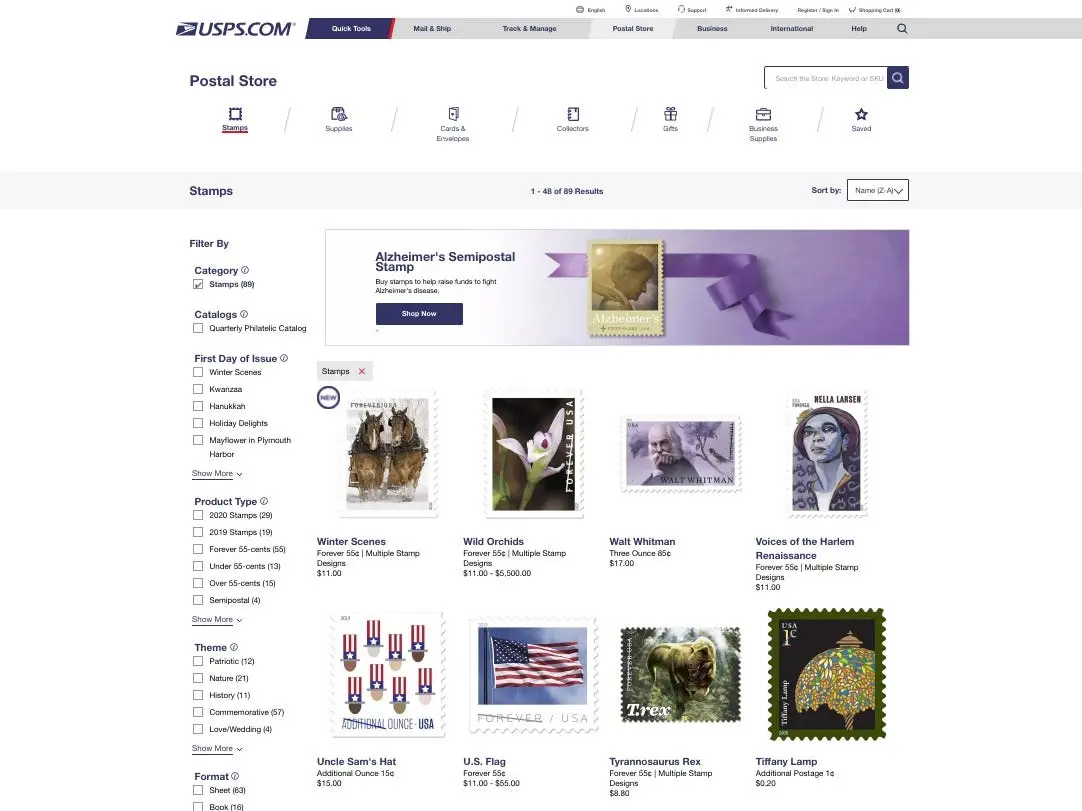 English
Locations
Support
Informed Delivery
Register / Sign In
Shopping Cart (0)
USPS.COM®
Quick Tools
Mail & Ship
Track & Manage
Postal Store
Business
International
Help
Postal Store
Search the Store: Keyword or SKU
Stamps
Supplies
Cards &
Envelopes
Collectors
Gifts
Business
Supplies
Saved
Stamps
1 - 48 of 89 Results
Sort by:
Name (Z-A)
Filter By
Category
Stamps (89)
Catalogs
Quarterly Philatelic Catalog
First Day of Issue
Winter Scenes
Kwanzaa
Hanukkah
Holiday Delights
Mayflower in Plymouth
Harbor
Show More
Product Type
2020 Stamps (29)
2019 Stamps (19)
Forever 55-cents (55)
Under 55-cents (13)
Over 55-cents (15)
Semipostal (4)
Show More
Theme
Patriotic (12)
Nature (21)
History (11)
Commemorative (57)
Love/Wedding (4)
Show More
Format
Sheet (63)
Book (16)
Alzheimer's Semipostal
Stamp
Buy stamps to help raise funds to fight
Alzheimer's disease.
Shop Now
Alzheimer's
Stamps
NEW
FOREVER/USA
FOREVER USA
USA
WALT WHITMAN
NELLA LARSEN
USA
FOREVER
Winter Scenes
Forever 55¢ | Multiple Stamp
Designs
$11.00
Wild Orchids
Forever 55¢ | Multiple Stamp
Designs
$11.00 - $5,500.00
Walt Whitman
Three Ounce 85¢
$17.00
Voices of the Harlem
Renaissance
Forever 55¢ | Multiple Stamp
Designs
$11.00
2019
ADDITIONAL OUNCE · USA
FOREVER / USA
FOREVER/USA
T.rex
USA
1¢
Tiffany Lamp
Uncle Sam's Hat
Additional Ounce 15¢
$15.00
U.S. Flag
Forever 55¢
$11.00 - $55.00
Tyrannosaurus Rex
Forever 55¢ | Multiple Stamp
Designs
$8.80
Tiffany Lamp
Additional Postage 1¢
$0.20